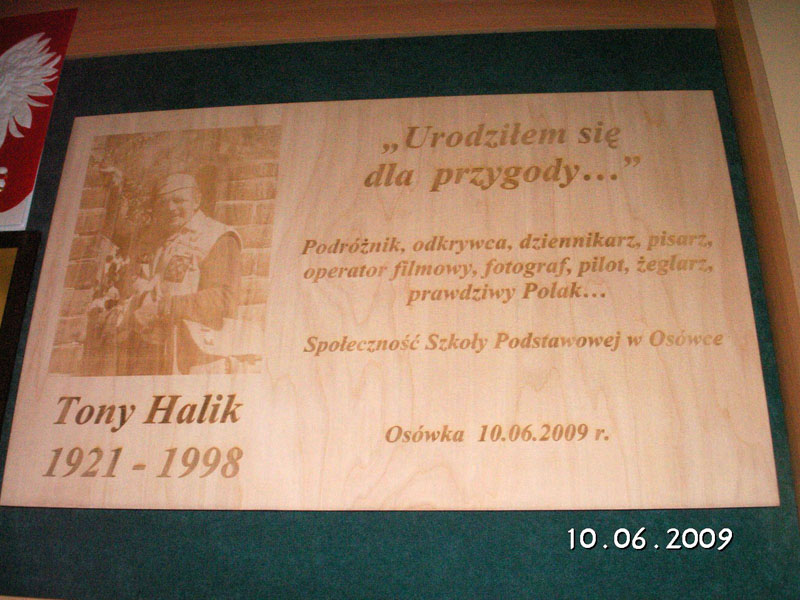 „Urodziłem się
dla przygody...”
Podróżnik, odkrywca, dziennikarz, pisarz,
operator filmowy, fotograf, pilot, żeglarz,
prawdziwy Polak...
Społeczność Szkoły Podstawowej w Osówce
Tony Halik
1921 - 1998
Osówka 10.06.2009 r.
10.06.2009